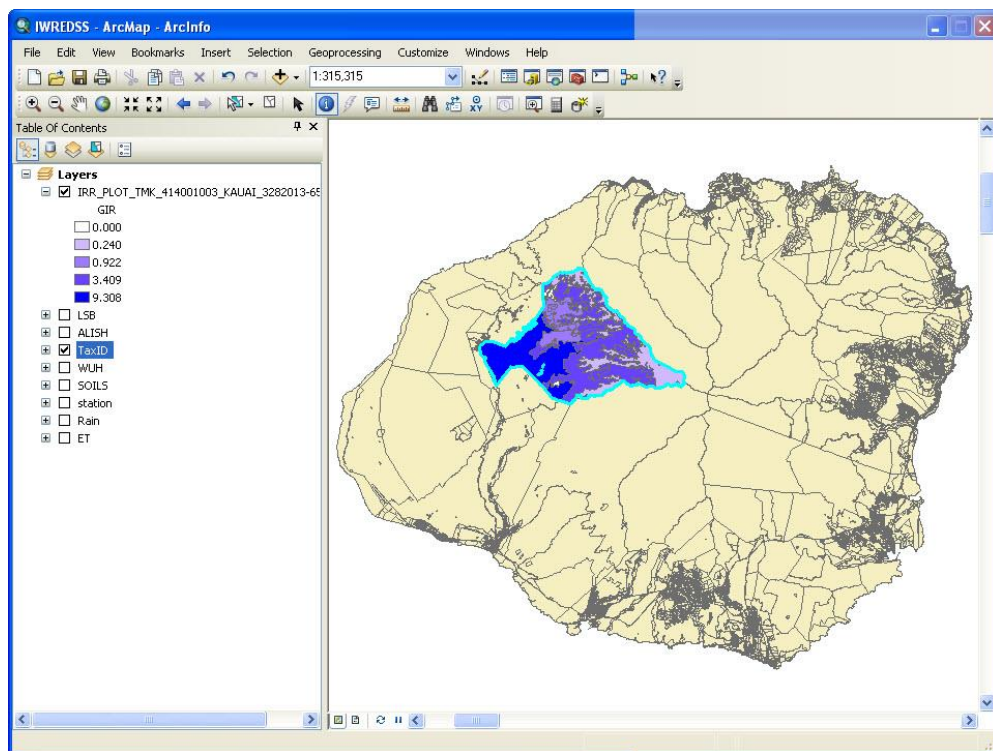 IWREDSS - ArcMap - ArcInfo
File Edit View Bookmarks Insert Selection Geoprocessing Customize Windows Help
1:315,315
XY
Table Of Contents
Layers
IRR_PLOT_TMK_414001003_KAUAI_3282013-65
GIR
0.000
0.240
0.922
3.409
9.308
LSB
ALISH
TaxID
WUH
SOILS
station
Rain
ET